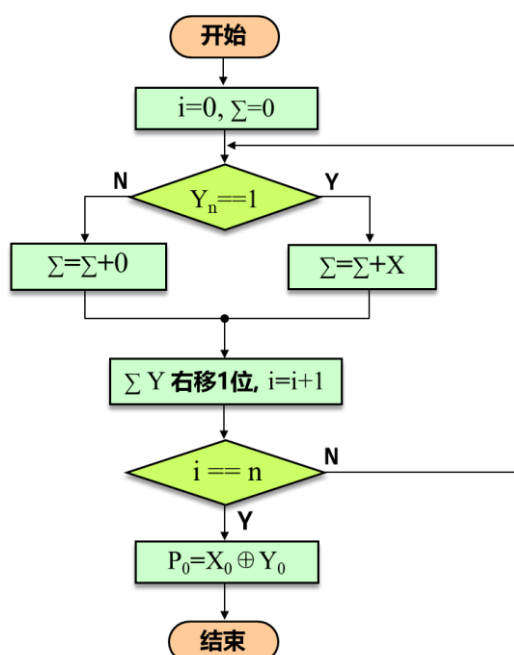 开始
i=0, ∑=0
Yₙ==1
N
Y
∑=∑+0
∑=∑+X
∑ Y 右移1位, i=i+1
i == n
N
Y
P₀=X₀⊕Y₀
结束